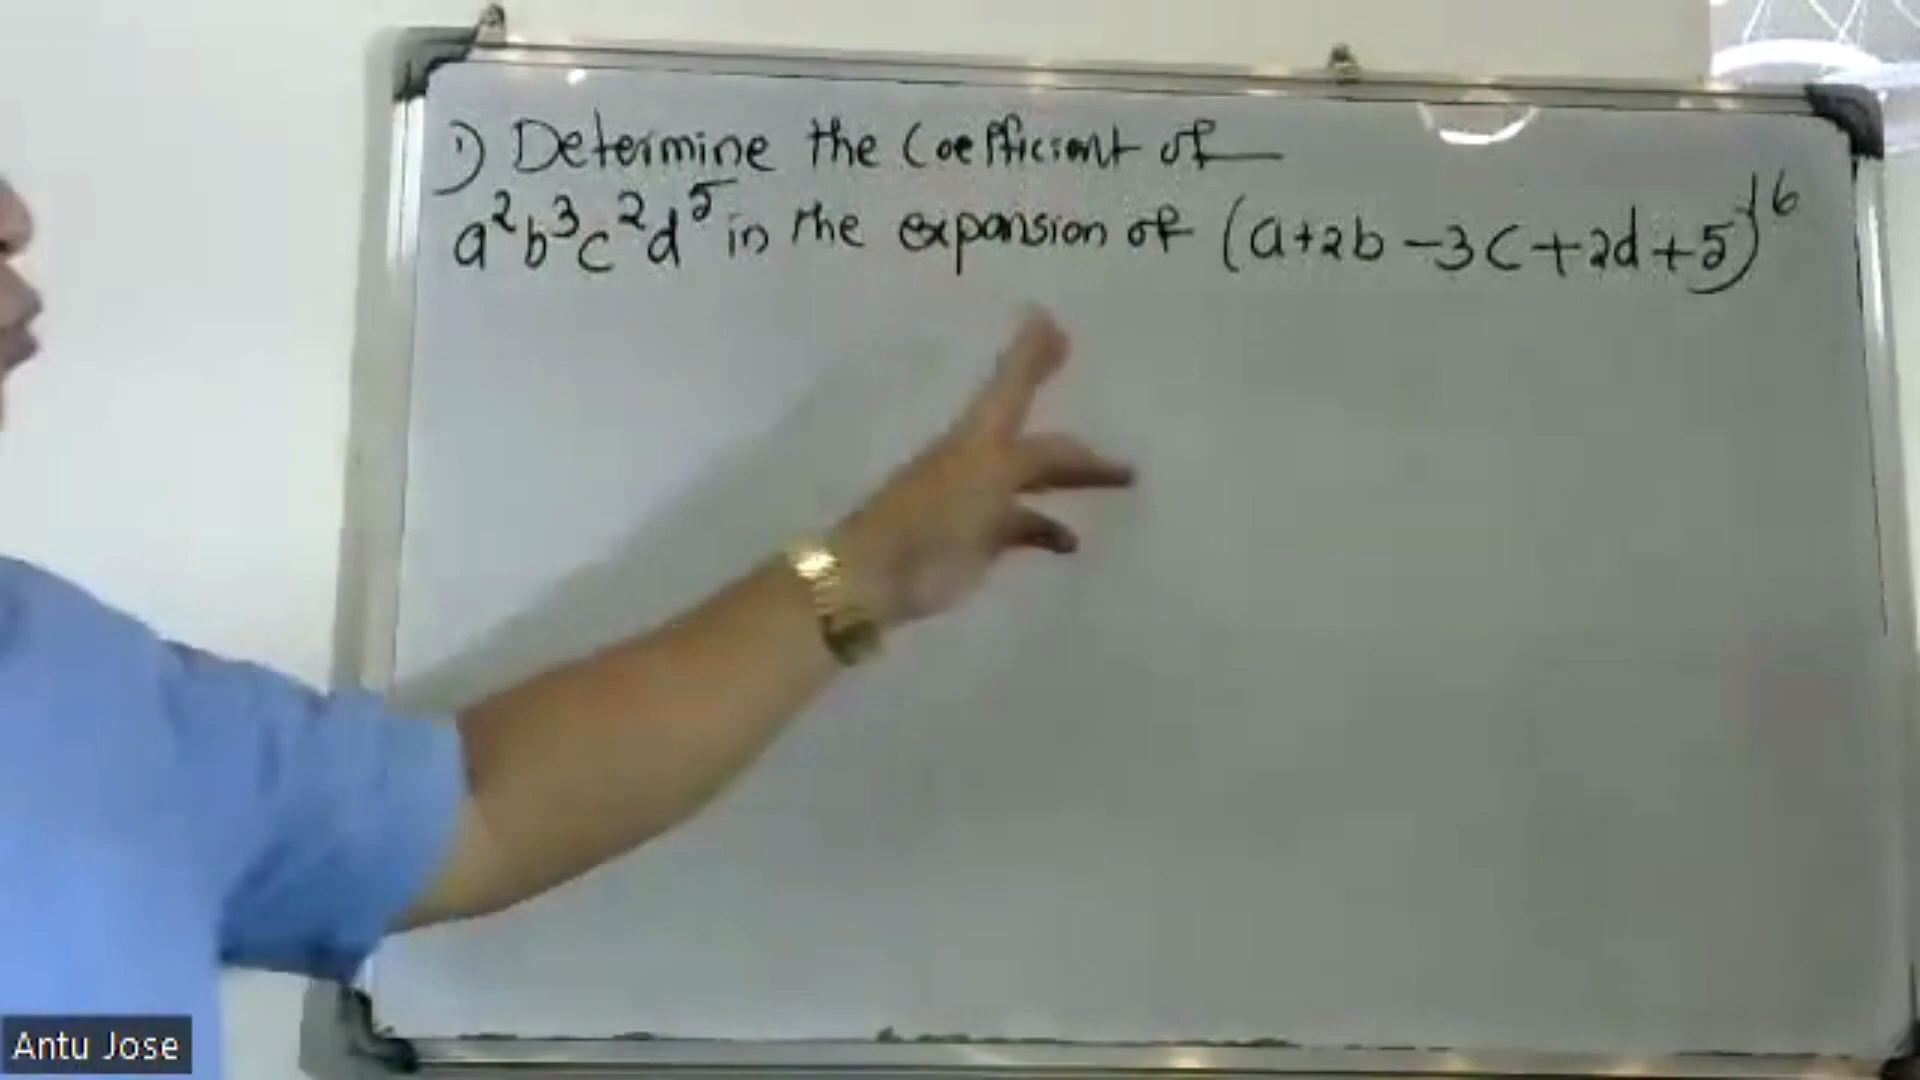 1) Determine the Coefficient of
a²b³c²d⁵ in the expansion of (a+2b-3c+2d+5)¹⁶
Antu Jose